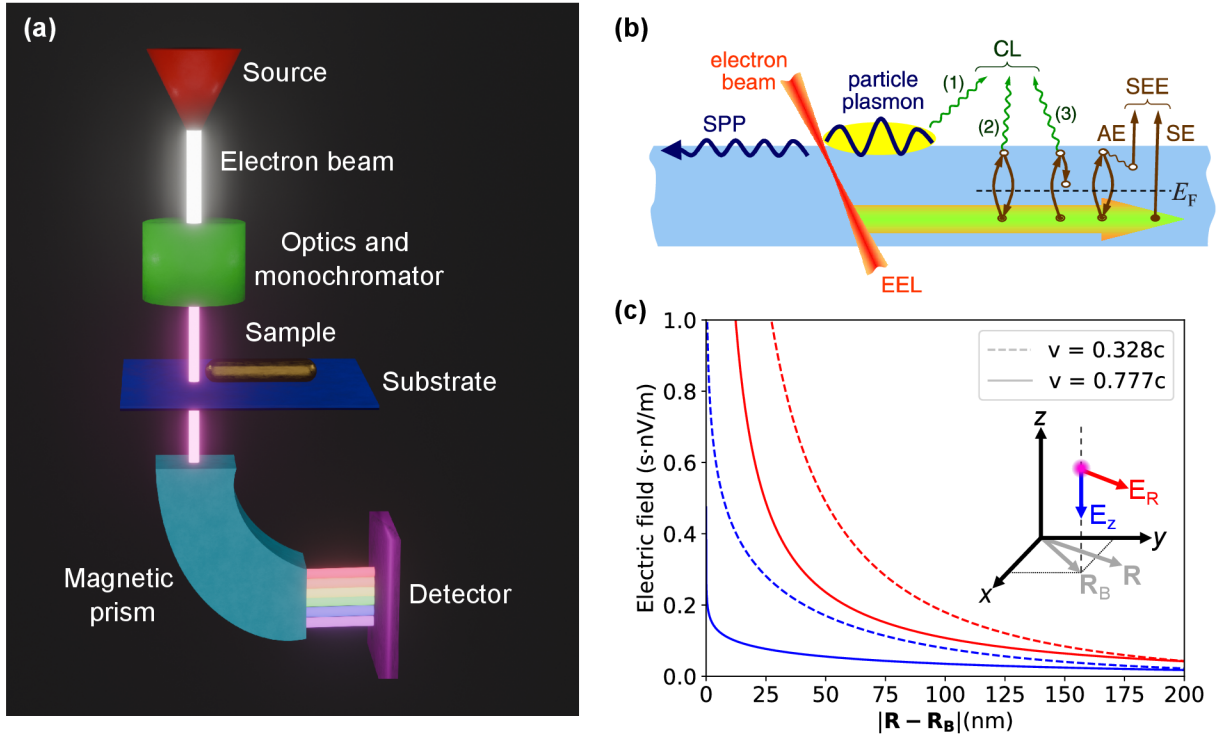 (a)
Source
Electron beam
Optics and
monochromator
Sample
Substrate
Magnetic
prism
Detector
(b)
electron
beam
particle
plasmon
SPP
CL
(1)
(2)
(3)
SEE
AE
SE
E_F
EEL
(c)
Electric field (s·nV/m)
1.0
0.8
0.6
0.4
0.2
0.0
v = 0.328c
v = 0.777c
z
E_R
E_z
y
R
R_B
x
0 25 50 75 100 125 150 175 200
|R − R_B|(nm)